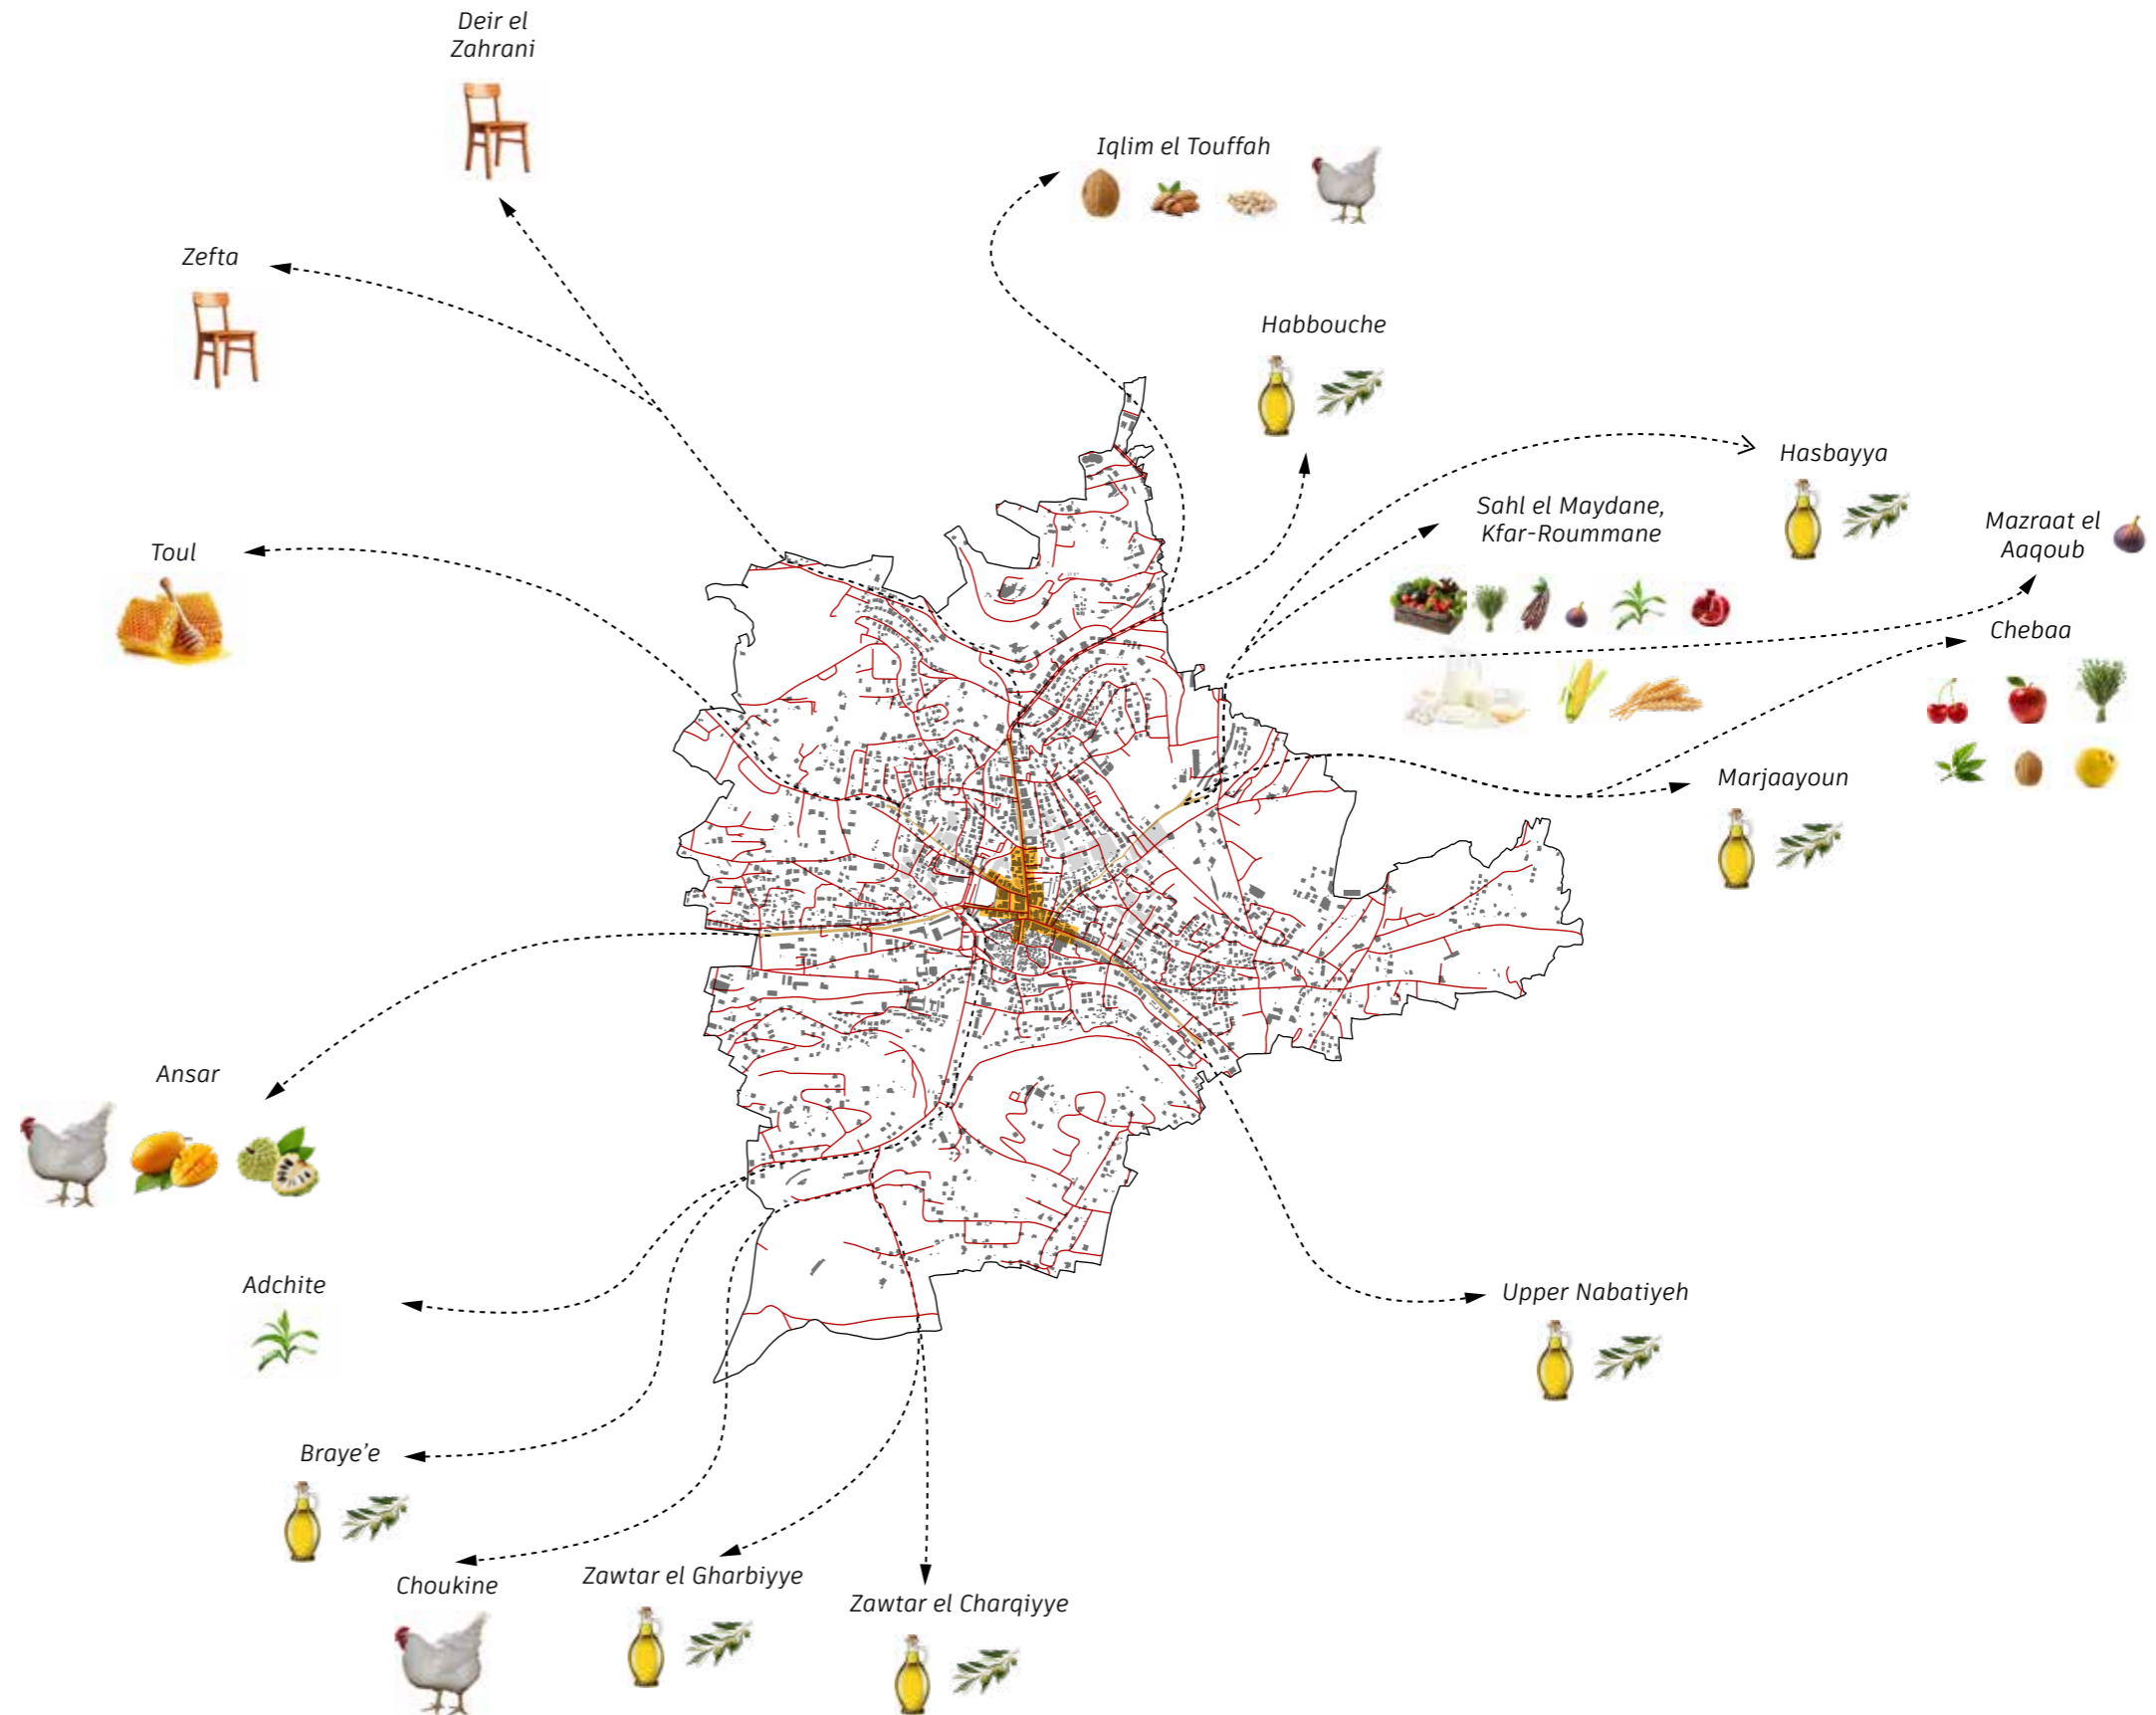 Deir el
Zahrani
Iqlim el Touffah
Zefta
Habbouche
Hasbayya
Sahl el Maydane,
Kfar-Roummane
Mazraat el
Aaqoub
Toul
Chebaa
Marjaayoun
Ansar
Adchite
Upper Nabatiyeh
Braye’e
Choukine
Zawtar el Gharbiyye
Zawtar el Charqiyye